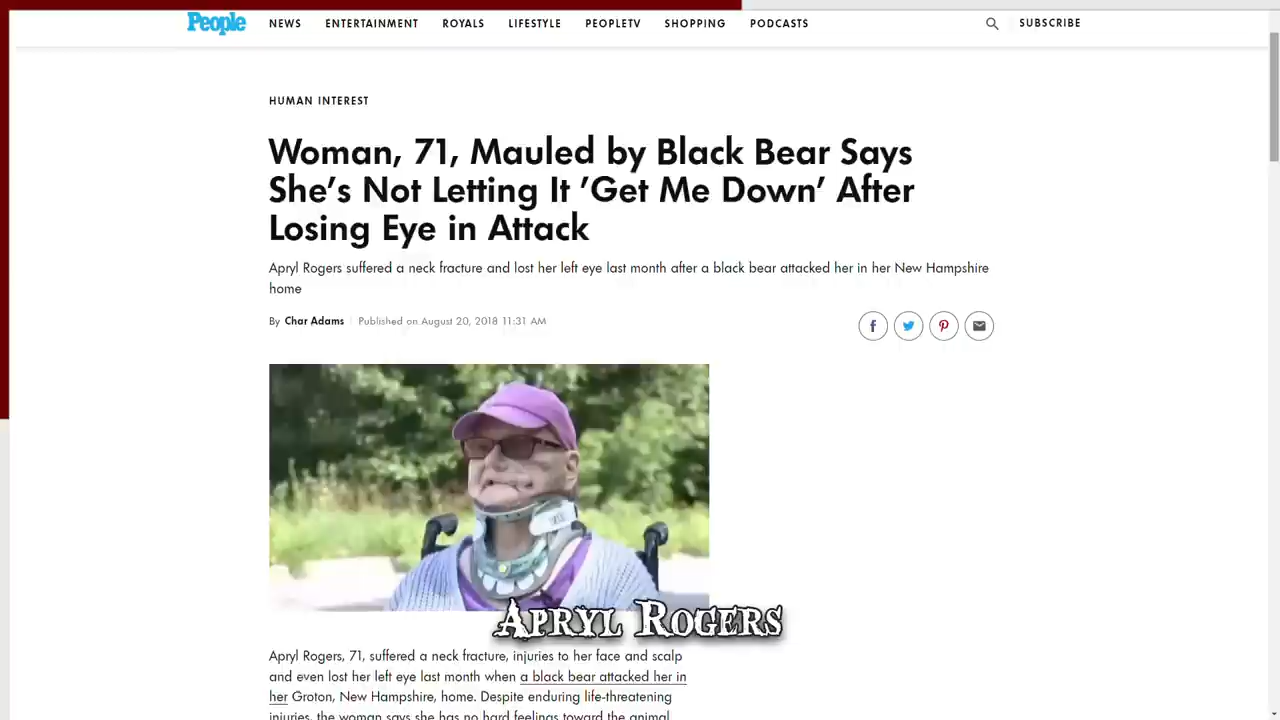 People NEWS ENTERTAINMENT ROYALS LIFESTYLE PEOPLETV SHOPPING PODCASTS SUBSCRIBE
HUMAN INTEREST
Woman, 71, Mauled by Black Bear Says
She's Not Letting It 'Get Me Down' After
Losing Eye in Attack
Apryl Rogers suffered a neck fracture and lost her left eye last month after a black bear attacked her in her New Hampshire
home
By Char Adams Published on August 20, 2018 11:31 AM
APRYL ROGERS
Apryl Rogers, 71, suffered a neck fracture, injuries to her face and scalp
and even lost her left eye last month when a black bear attacked her in
her Groton, New Hampshire, home. Despite enduring life-threatening
injuries, the woman says she has no hard feelings toward the animal